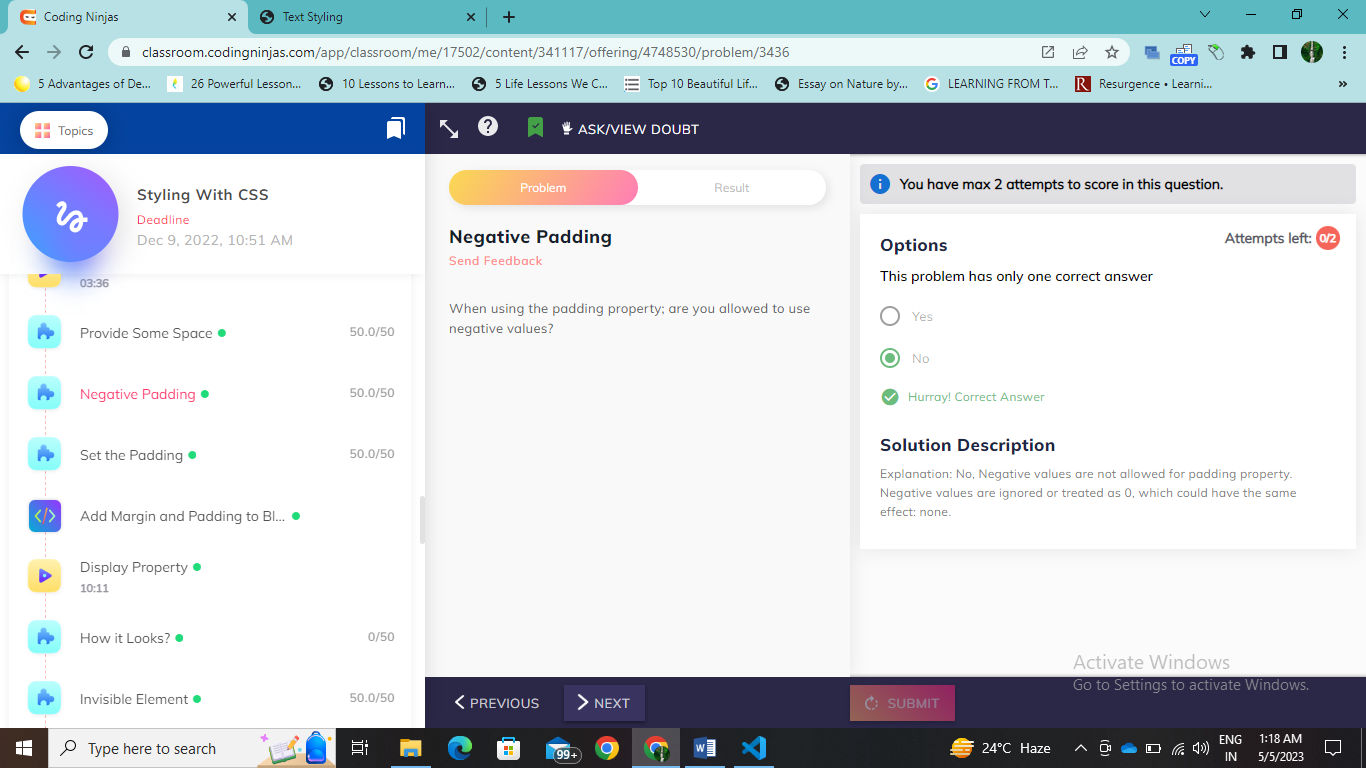 Coding Ninjas
Text Styling
classroom.codingninjas.com/app/classroom/me/17502/content/341117/offering/4748530/problem/3436
COPY
5 Advantages of De...
26 Powerful Lesson...
10 Lessons to Learn...
5 Life Lessons We C...
Top 10 Beautiful Lif...
Essay on Nature by...
LEARNING FROM T...
Resurgence • Learni...
»
Topics
ASK/VIEW DOUBT
Styling With CSS
Deadline
Dec 9, 2022, 10:51 AM
03:36
Provide Some Space
50.0/50
Negative Padding
50.0/50
Set the Padding
50.0/50
Add Margin and Padding to Bl...
Display Property
10:11
How it Looks?
0/50
Invisible Element
50.0/50
Problem
Result
Negative Padding
Send Feedback
When using the padding property; are you allowed to use
negative values?
PREVIOUS
NEXT
You have max 2 attempts to score in this question.
Options
Attempts left: 0/2
This problem has only one correct answer
Yes
No
Hurray! Correct Answer
Solution Description
Explanation: No, Negative values are not allowed for padding property.
Negative values are ignored or treated as 0, which could have the same
effect: none.
Activate Windows
Go to Settings to activate Windows.
SUBMIT
Type here to search
99+
24°C Haze
ENG
IN
1:18 AM
5/5/2023